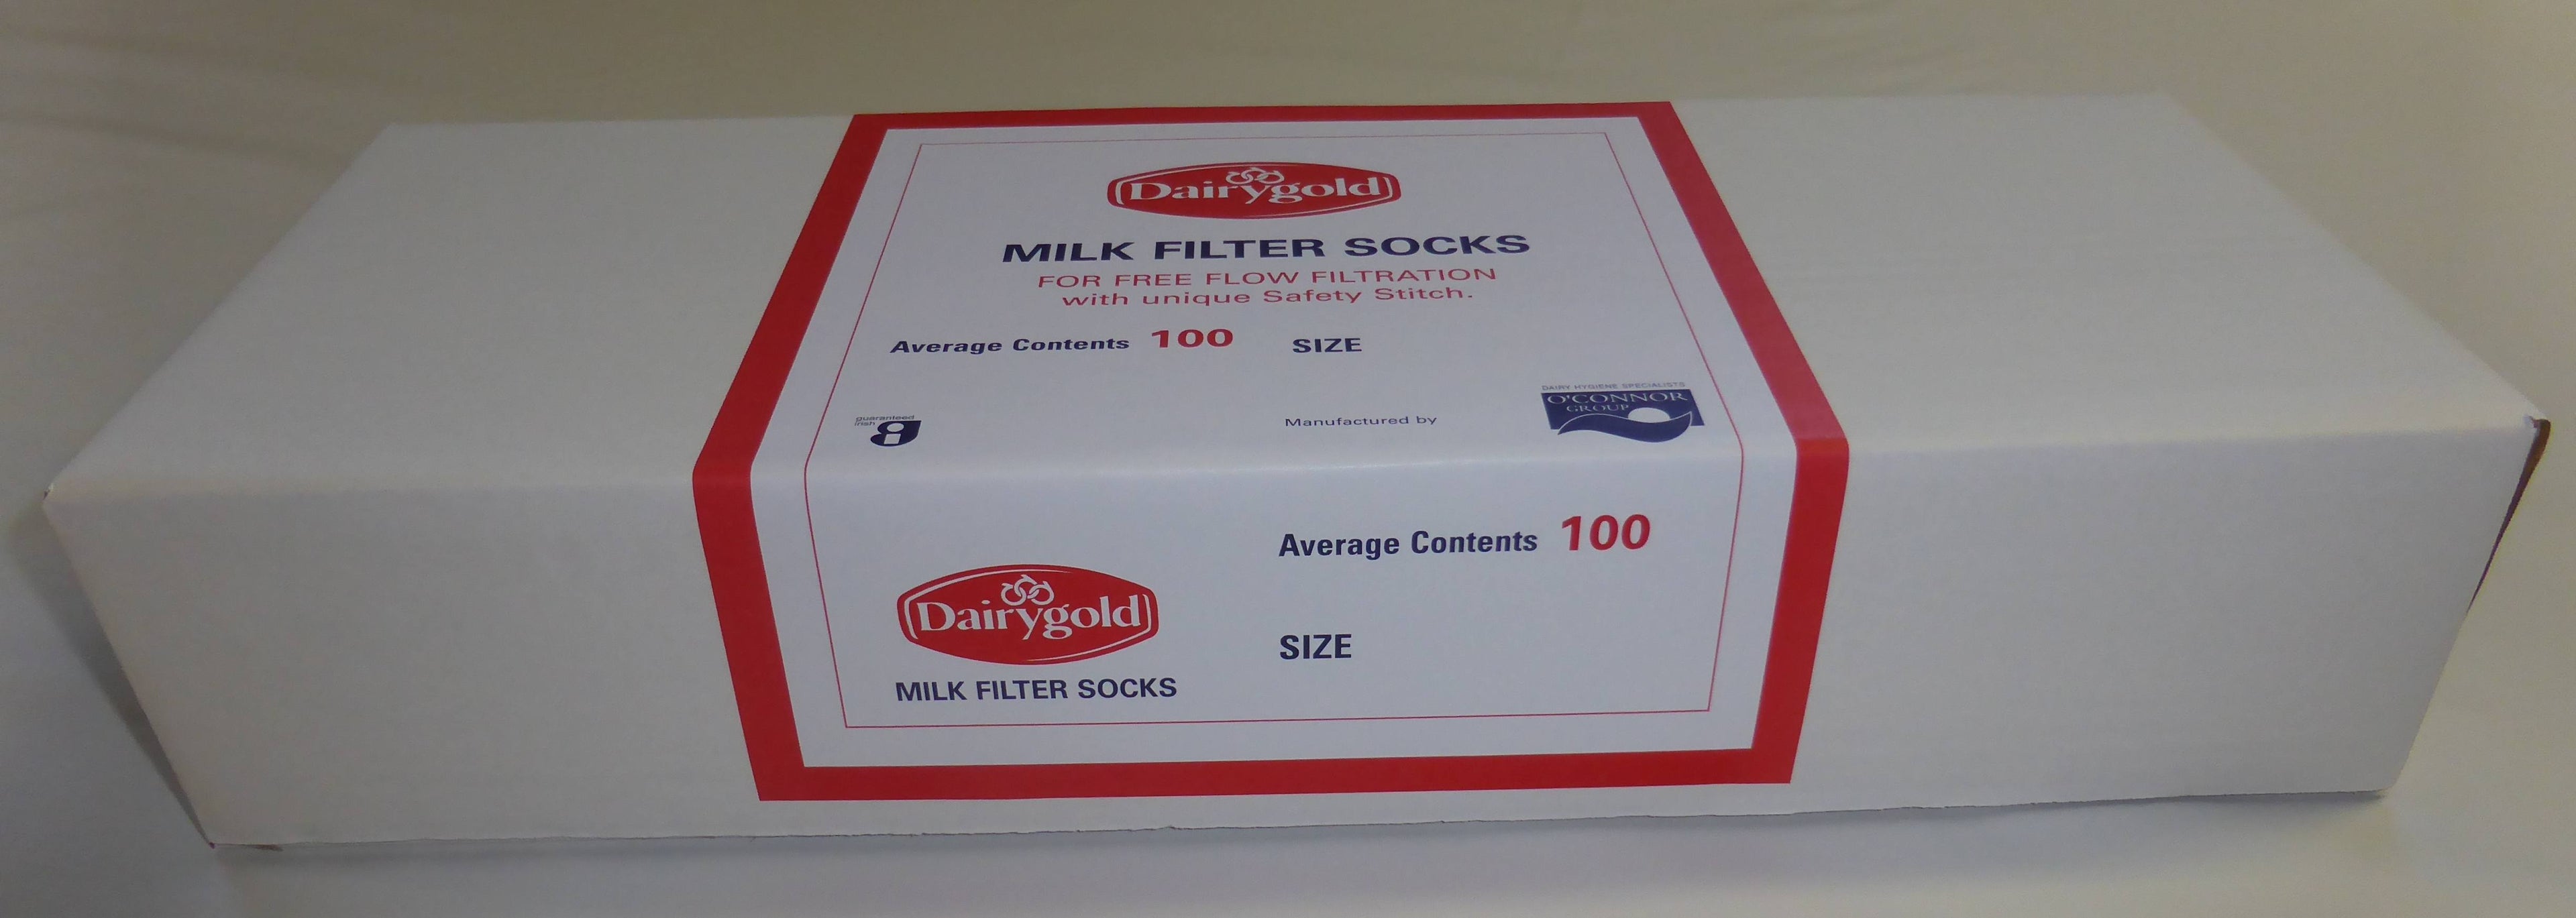 Dairygold
MILK FILTER SOCKS
FOR FREE FLOW FILTRATION
with unique Safety Stitch.
Average Contents 100 SIZE
guaranteed
irish
Manufactured by
DAIRY HYGIENE SPECIALISTS
O'CONNOR
GROUP
Average Contents 100
Dairygold
SIZE
MILK FILTER SOCKS